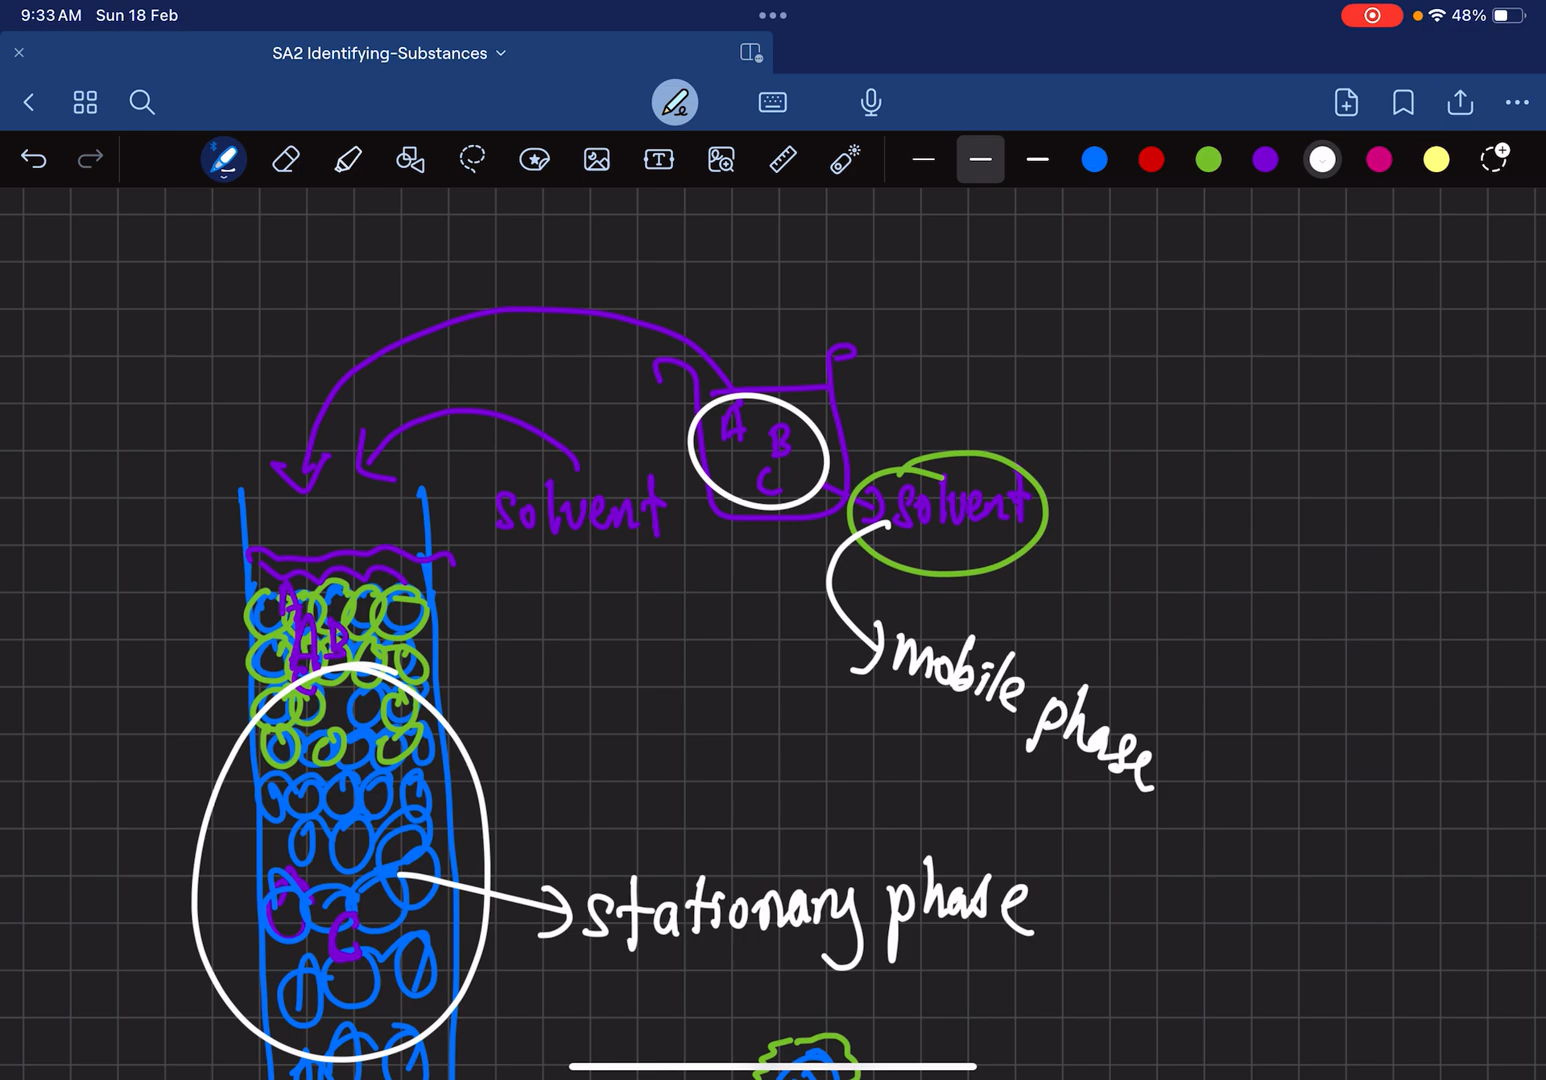 9:33 AM Sun 18 Feb
48%
SA2 Identifying-Substances
T
A
B
C
solvent
solvent
A
B
mobile phase
stationary phase
C